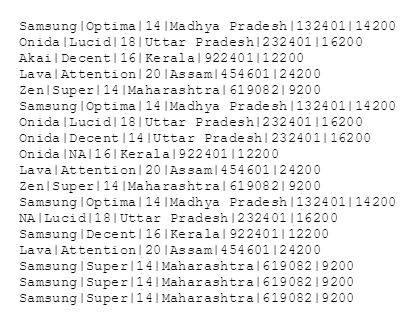 Samsung|Optima|14|Madhya Pradesh|132401|14200
Onida|Lucid|18|Uttar Pradesh|232401|16200
Akai|Decent|16|Kerala|922401|12200
Lava|Attention|20|Assam|454601|24200
Zen|Super|14|Maharashtra|619082|9200
Samsung|Optima|14|Madhya Pradesh|132401|14200
Onida|Lucid|18|Uttar Pradesh|232401|16200
Onida|Decent|14|Uttar Pradesh|232401|16200
Onida|NA|16|Kerala|922401|12200
Lava|Attention|20|Assam|454601|24200
Zen|Super|14|Maharashtra|619082|9200
Samsung|Optima|14|Madhya Pradesh|132401|14200
NA|Lucid|18|Uttar Pradesh|232401|16200
Samsung|Decent|16|Kerala|922401|12200
Lava|Attention|20|Assam|454601|24200
Samsung|Super|14|Maharashtra|619082|9200
Samsung|Super|14|Maharashtra|619082|9200
Samsung|Super|14|Maharashtra|619082|9200